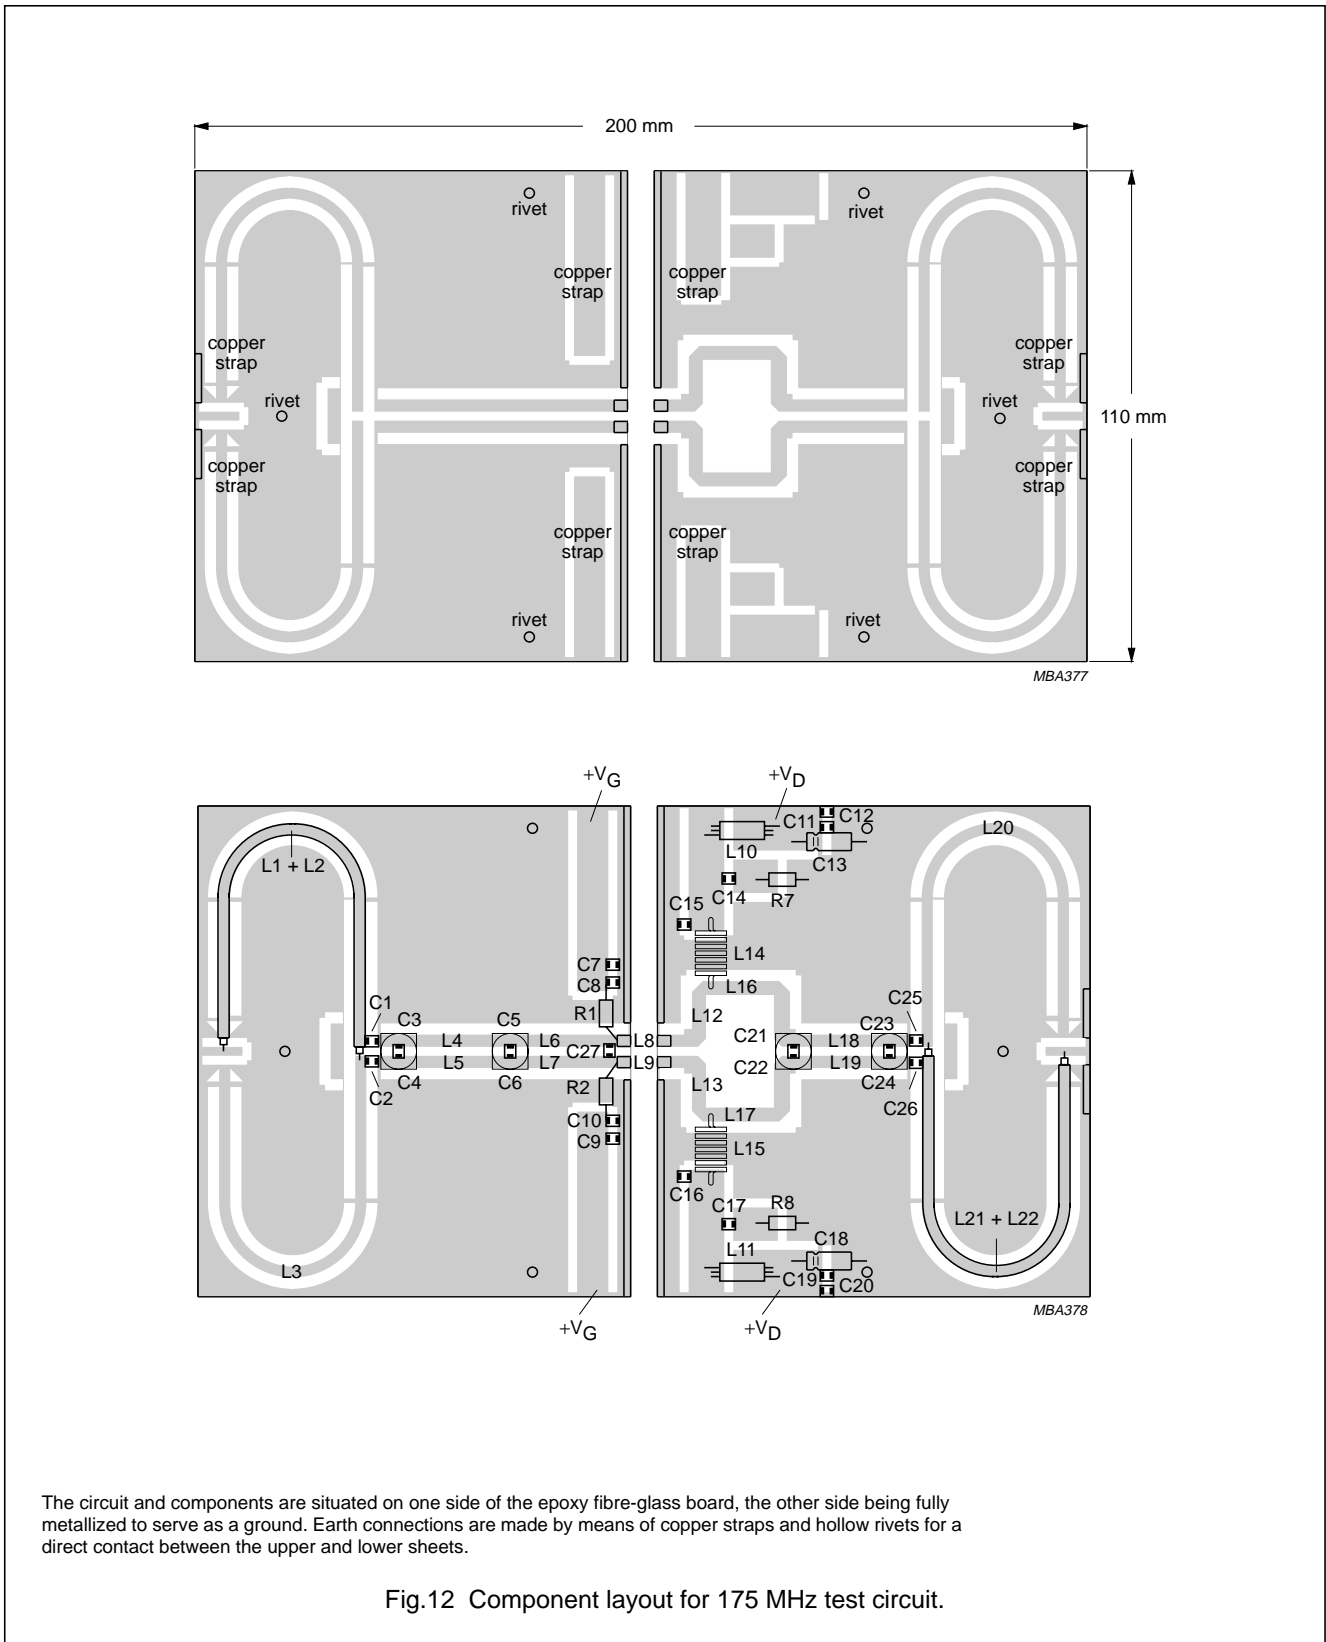 200 mm
rivet
rivet
copper
strap
copper
strap
copper
strap
copper
strap
rivet
rivet
110 mm
copper
strap
copper
strap
copper
strap
copper
strap
rivet
rivet
MBA377
+VG
+VD
C11
C12
L20
L1 + L2
L10
C13
C14
R7
C15
L14
C7
C8
L16
C1
C25
R1
L12
C3
C5
C21
C23
L4
L6
L8
L18
C27
L5
L7
L9
C22
L19
C4
C6
R2
L13
C24
C2
C26
C10
L17
C9
L15
C16
C17
R8
L21 + L22
C18
L11
L3
C19
C20
MBA378
+VG
+VD
The circuit and components are situated on one side of the epoxy fibre-glass board, the other side being fully
metallized to serve as a ground. Earth connections are made by means of copper straps and hollow rivets for a
direct contact between the upper and lower sheets.
Fig.12 Component layout for 175 MHz test circuit.